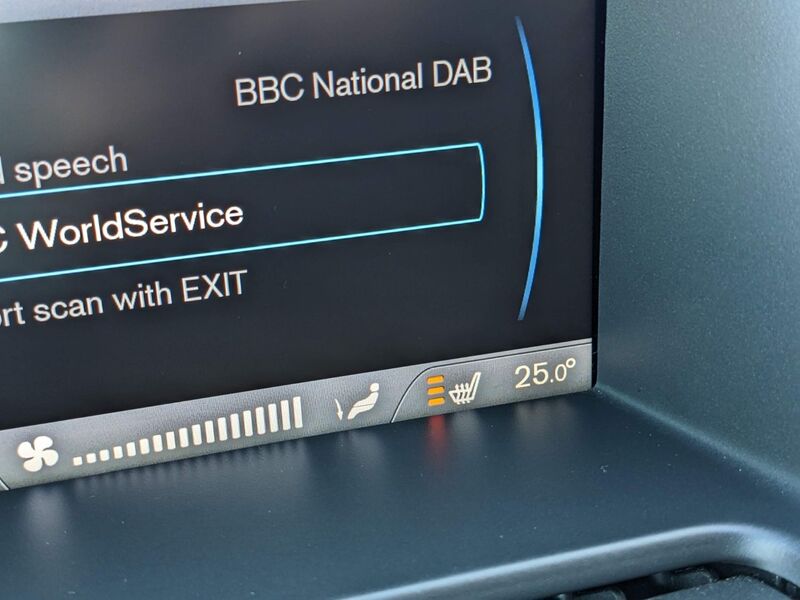 BBC National DAB
speech
WorldService
scan with EXIT
25.0°